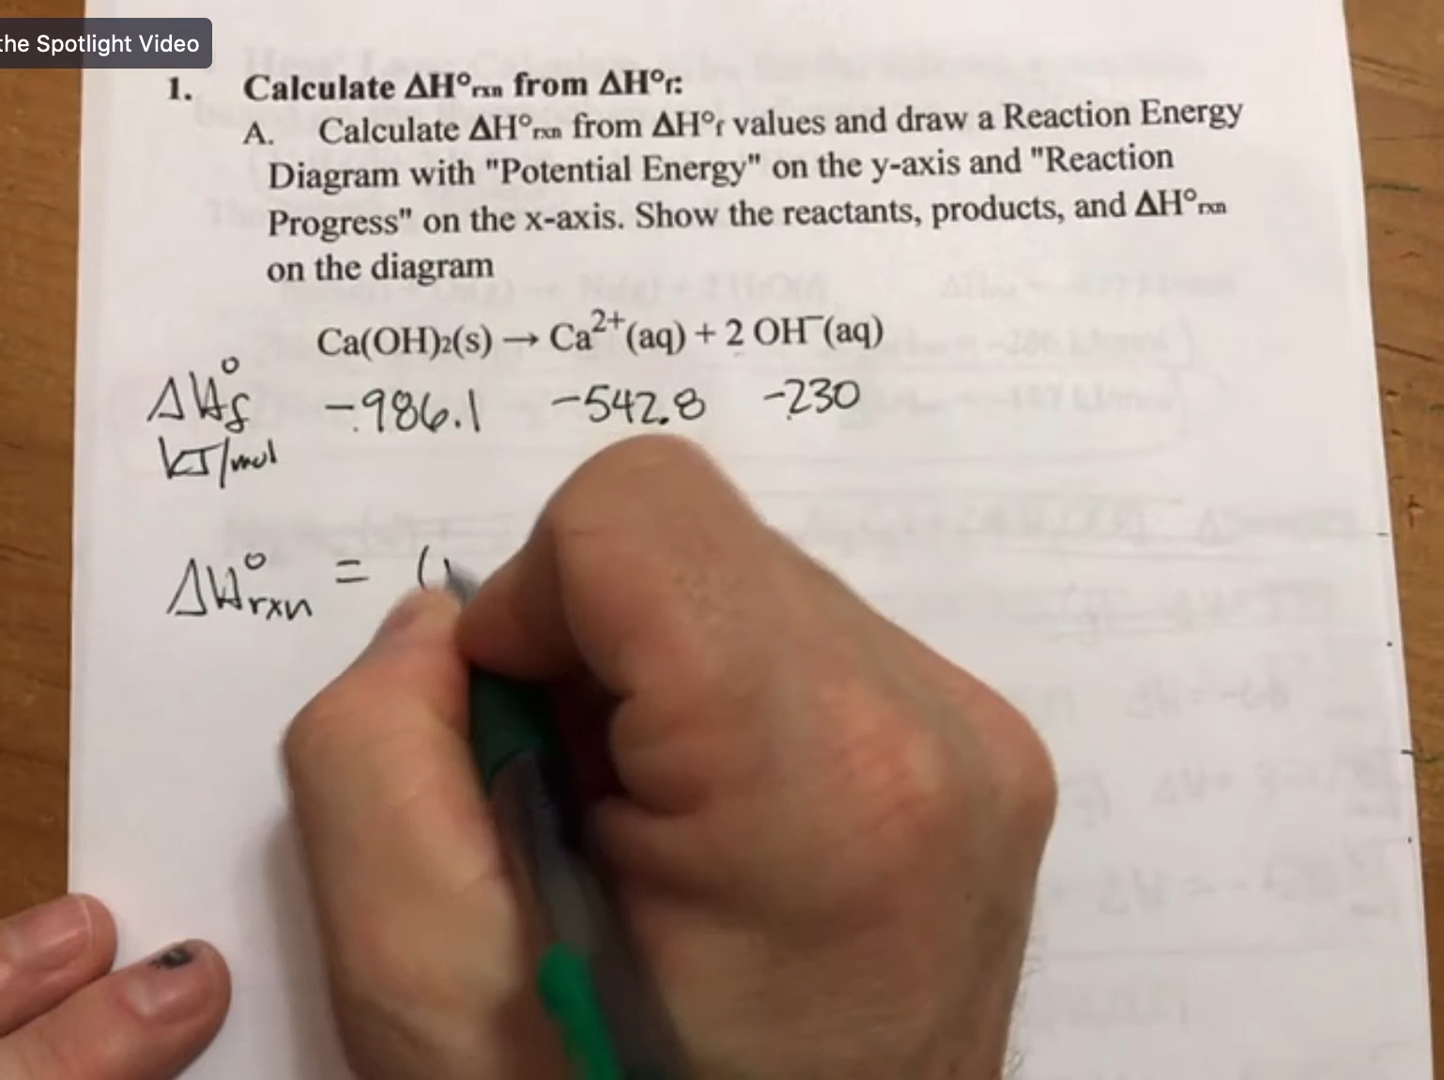 the Spotlight Video
1. Calculate ΔH°rxn from ΔH°f:
A. Calculate ΔH°rxn from ΔH°f values and draw a Reaction Energy
Diagram with "Potential Energy" on the y-axis and "Reaction
Progress" on the x-axis. Show the reactants, products, and ΔH°rxn
on the diagram
Ca(OH)2(s) → Ca²⁺(aq) + 2 OH⁻(aq)
ΔH°f -986.1 -542.8 -230
kJ/mol
ΔH°rxn = (